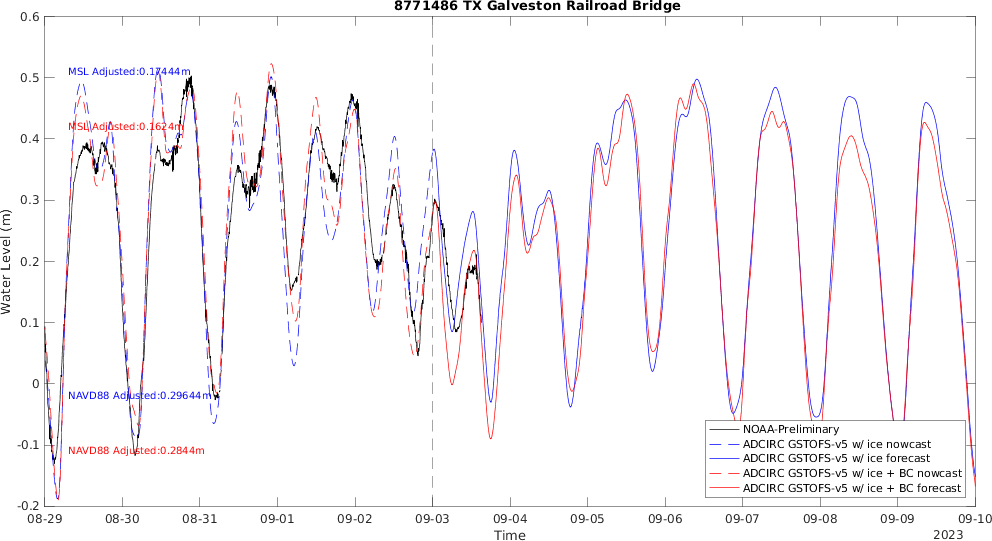 8771486 TX Galveston Railroad Bridge
0.6
0.5
0.4
0.3
0.2
0.1
0
-0.1
-0.2
Water Level (m)
MSL Adjusted:0.17444m
MSL Adjusted:0.1624m
NAVD88 Adjusted:0.29644m
NAVD88 Adjusted:0.2844m
NOAA-Preliminary
ADCIRC GSTOFS-v5 w/ ice nowcast
ADCIRC GSTOFS-v5 w/ ice forecast
ADCIRC GSTOFS-v5 w/ ice + BC nowcast
ADCIRC GSTOFS-v5 w/ ice + BC forecast
08-29 08-30 08-31 09-01 09-02 09-03 09-04 09-05 09-06 09-07 09-08 09-09 09-10
Time
2023